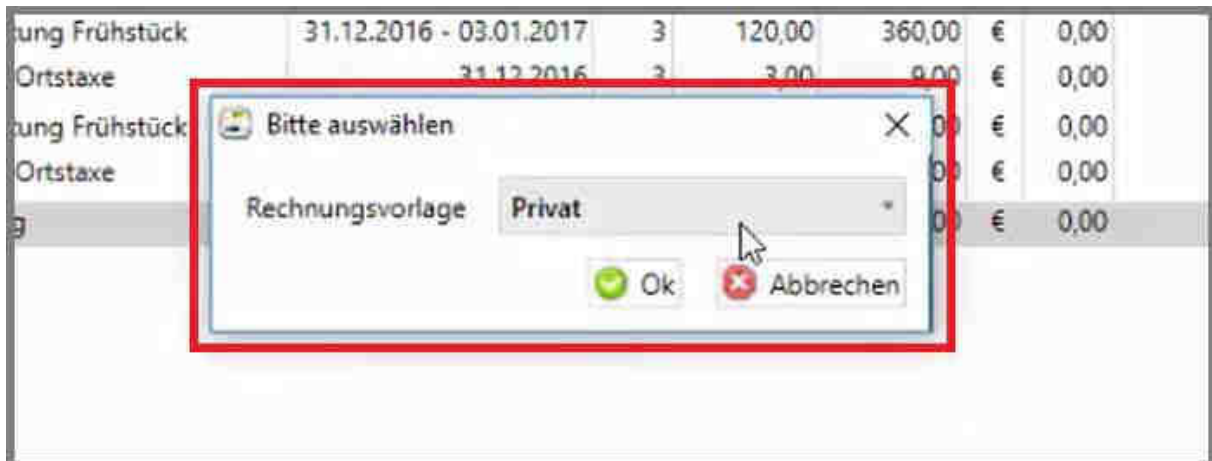 tung Frühstück 31.12.2016 - 03.01.2017 3 120,00 360,00 € 0,00
Ortstaxe 31.12.2016 3 3,00 9,00 € 0,00
tung Frühstück Bitte auswählen 00 € 0,00
Ortstaxe 00 € 0,00
Rechnungsvorlage Privat
g 00 € 0,00
Ok Abbrechen